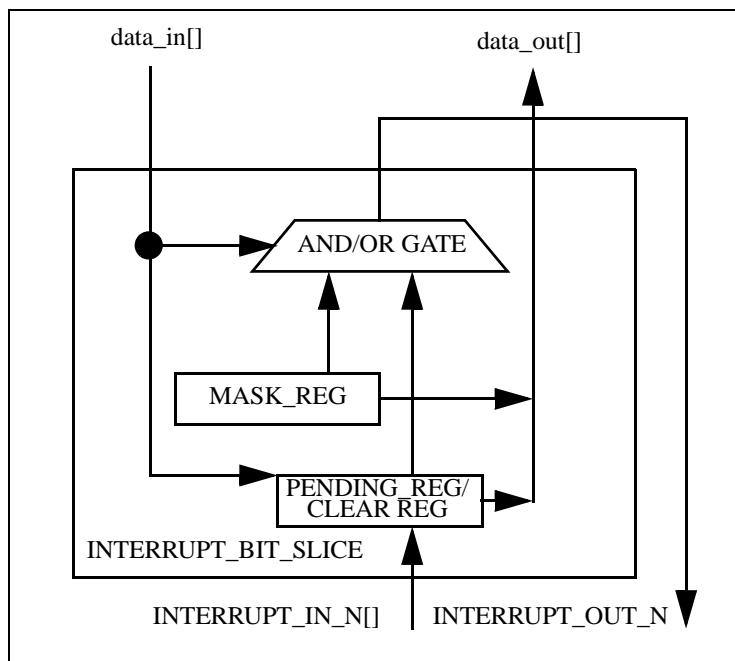 data_in[]
data_out[]
AND/OR GATE
MASK_REG
PENDING_REG/
CLEAR REG
INTERRUPT_BIT_SLICE
INTERRUPT_IN_N[]
INTERRUPT_OUT_N